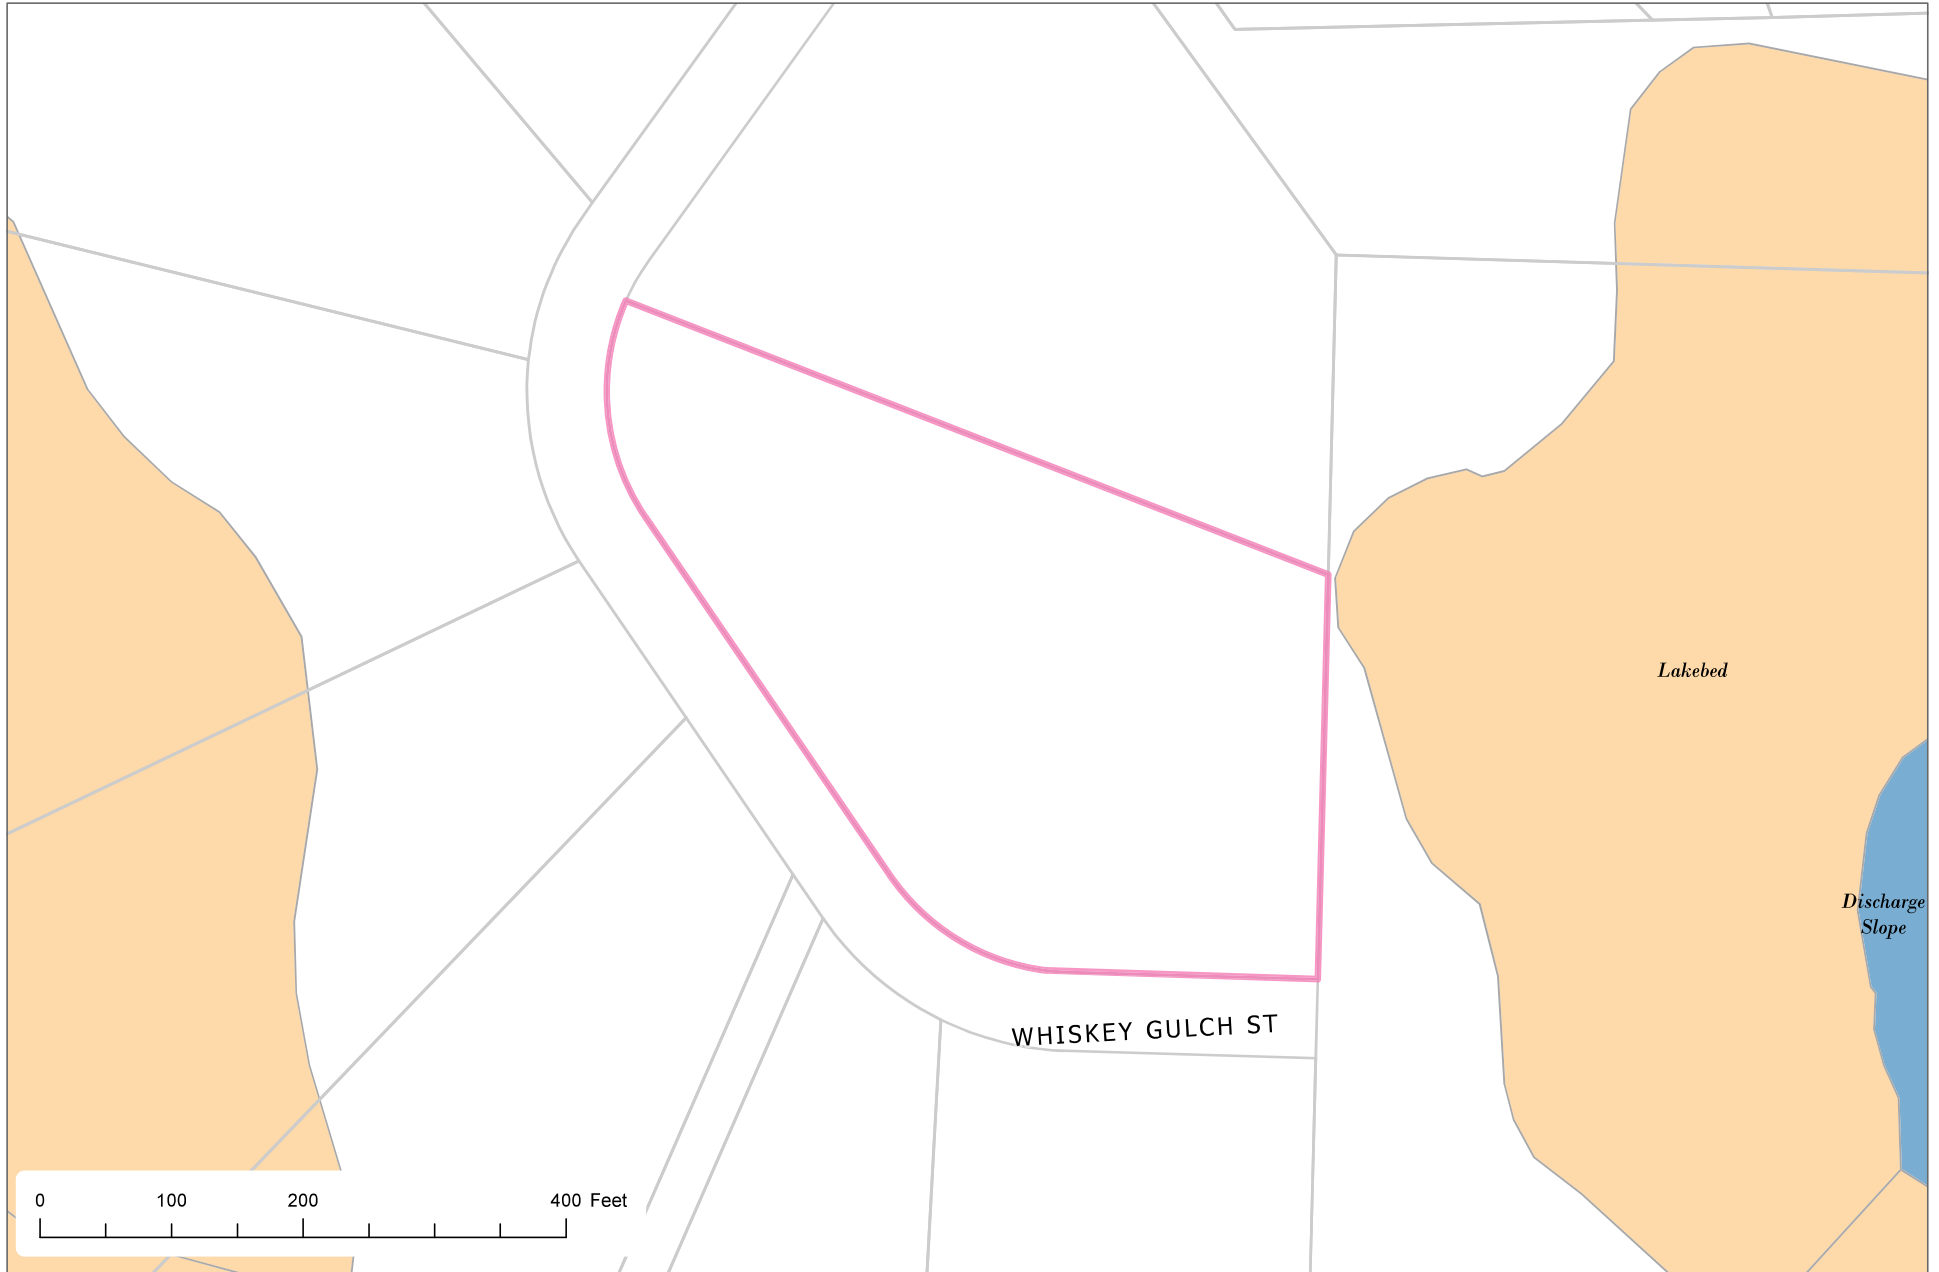 Lakebed
Discharge
Slope
WHISKEY GULCH ST
0 100 200 400 Feet